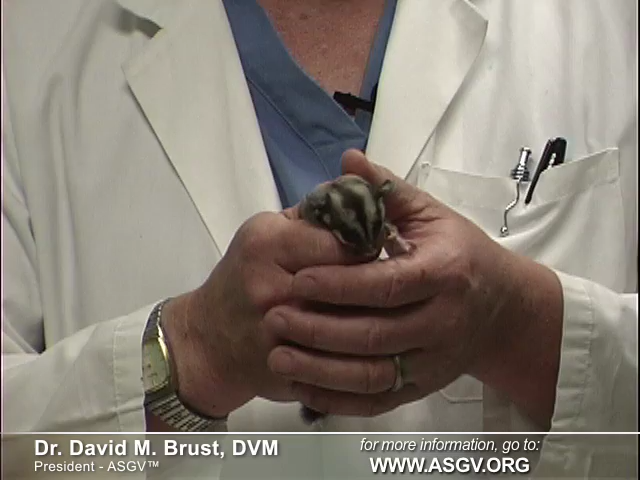 Dr. David M. Brust, DVM
President - ASGV™
for more information, go to:
WWW.ASGV.ORG